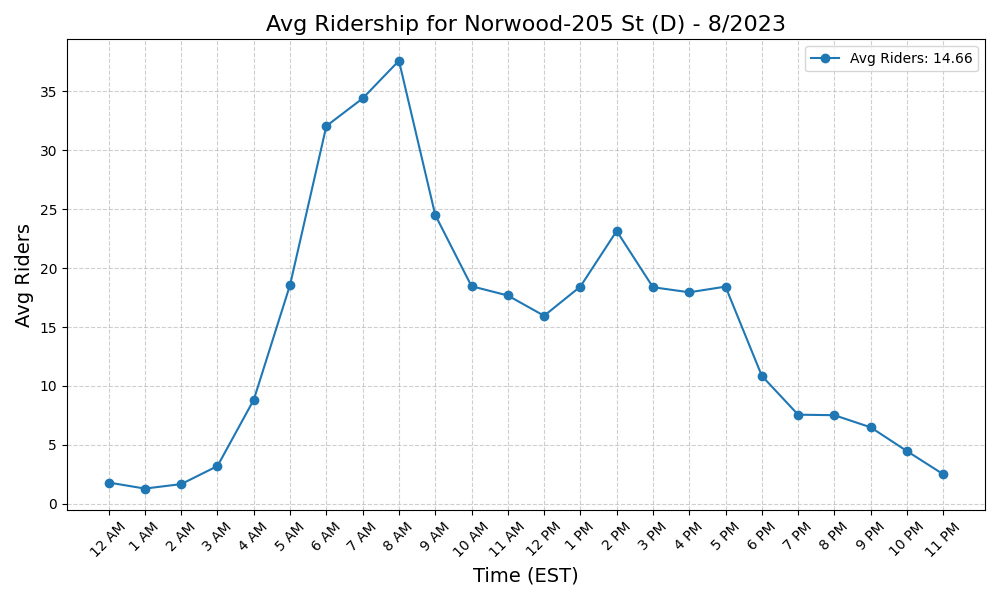 Avg Ridership for Norwood-205 St (D) - 8/2023
Avg Riders: 14.66
Avg Riders
35
30
25
20
15
10
5
0
12 AM
1 AM
2 AM
3 AM
4 AM
5 AM
6 AM
7 AM
8 AM
9 AM
10 AM
11 AM
12 PM
1 PM
2 PM
3 PM
4 PM
5 PM
6 PM
7 PM
8 PM
9 PM
10 PM
11 PM
Time (EST)